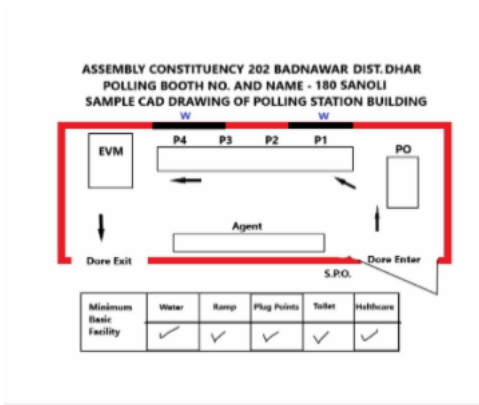 ASSEMBLY CONSTITUENCY 202 BADNAWAR DIST. DHAR
POLLING BOOTH NO. AND NAME - 180 SANOLI
SAMPLE CAD DRAWING OF POLLING STATION BUILDING
W W
EVM P4 P3 P2 P1 PO
Agent
Dore Exit Dore Enter
S.P.O.
Minimum Basic Facility Water Ramp Plug Points Toilet Helthcare